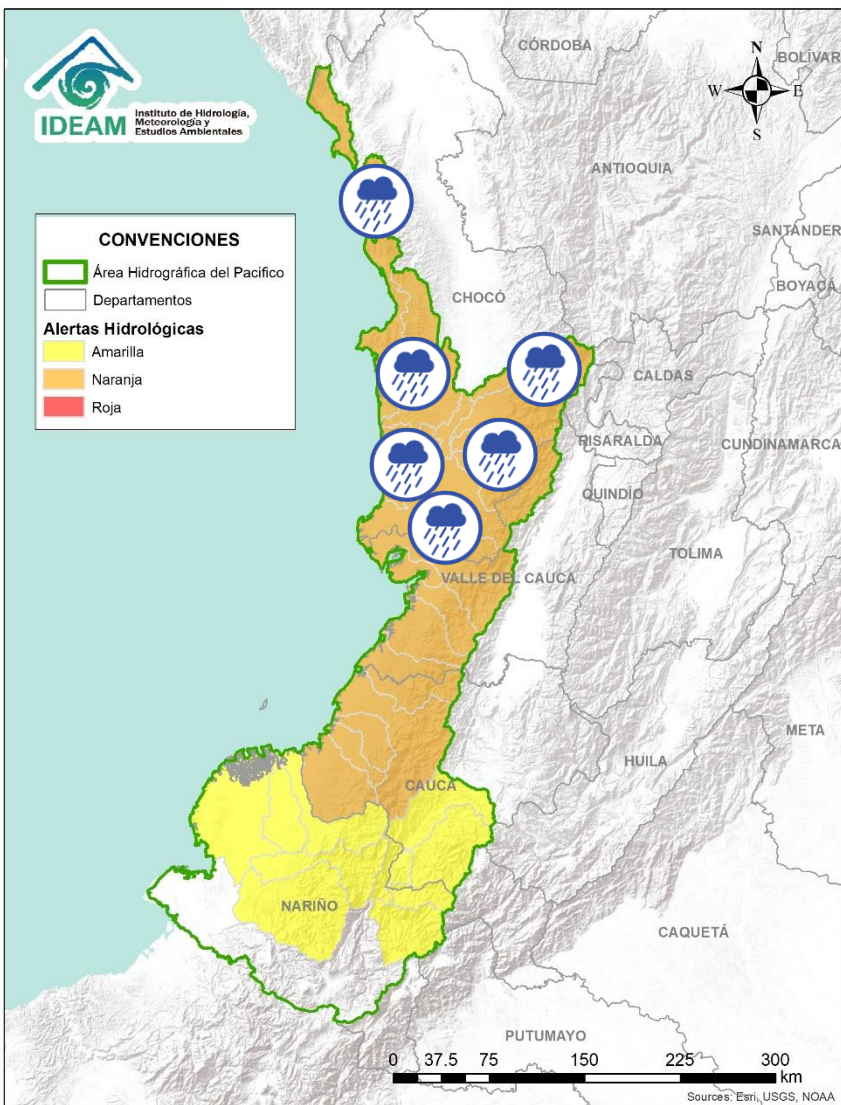 IDEAM
Instituto de Hidrología,
Meteorología y
Estudios Ambientales
CÓRDOBA
BOLÍVAR
N
W
E
S
ANTIOQUIA
SANTÁNDER
BOYACÁ
CONVENCIONES
Área Hidrográfica del Pacifico
Departamentos
Alertas Hidrológicas
Amarilla
Naranja
Roja
CHOCÓ
CALDAS
RISARALDA
CUNDINAMARCA
QUINDÍO
TOLIMA
VALLE DEL CAUCA
META
HUILA
CAUCA
NARIÑO
CAQUETÁ
PUTUMAYO
0 37.5 75 150 225 300
km
Sources: Esri, USGS, NOAA